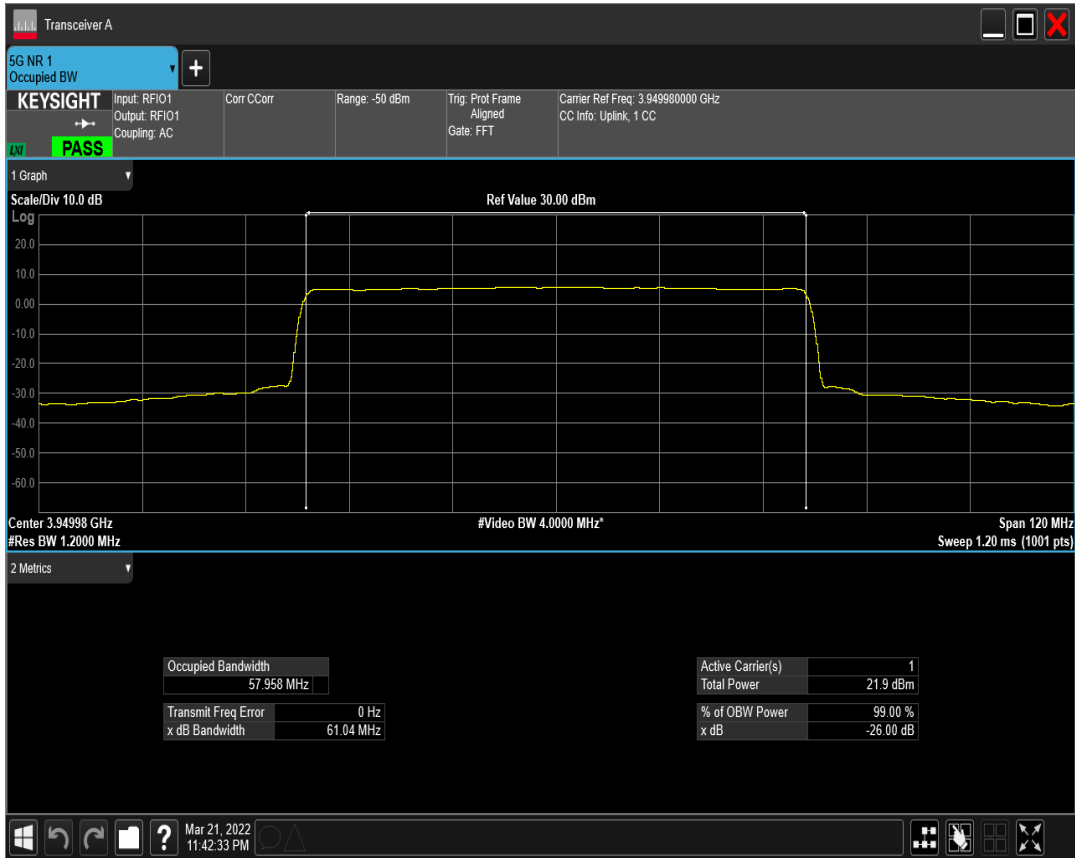 Transceiver A
5G NR 1
Occupied BW
KEYSIGHT
Input: RFIO1
Output: RFIO1
Coupling: AC
Corr CCorr
Range: -50 dBm
Trig: Prot Frame
Aligned
Gate: FFT
Carrier Ref Freq: 3.949980000 GHz
CC Info: Uplink, 1 CC
LXI
PASS
1 Graph
Scale/Div 10.0 dB
Ref Value 30.00 dBm
Log
20.0
10.0
0.00
-10.0
-20.0
-30.0
-40.0
-50.0
-60.0
Center 3.94998 GHz
#Video BW 4.0000 MHz*
Span 120 MHz
#Res BW 1.2000 MHz
Sweep 1.20 ms (1001 pts)
2 Metrics
Occupied Bandwidth
57.958 MHz
Transmit Freq Error 0 Hz
x dB Bandwidth 61.04 MHz
Active Carrier(s) 1
Total Power 21.9 dBm
% of OBW Power 99.00 %
x dB -26.00 dB
?
Mar 21, 2022
11:42:33 PM